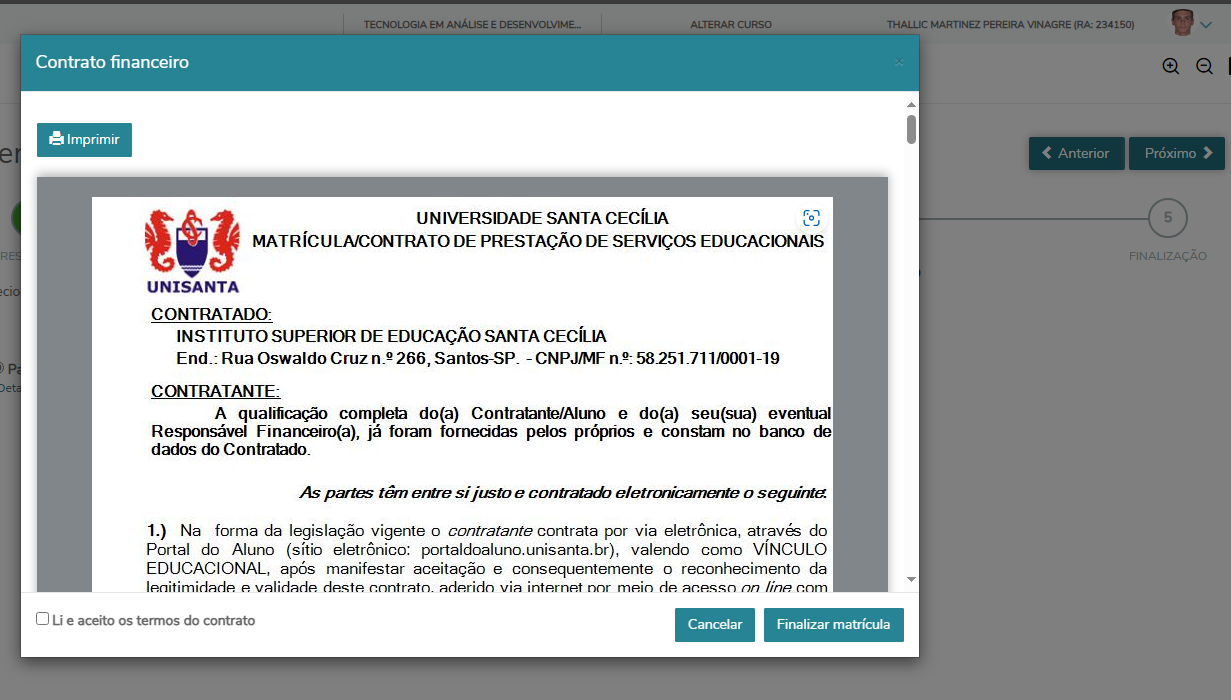 TECNOLOGIA EM ANÁLISE E DESENVOLVIME...
ALTERAR CURSO
THALLIC MARTINEZ PEREIRA VINAGRE (RA: 234150)
Contrato financeiro
×
Imprimir
Anterior
Próximo
5
FINALIZAÇÃO
UNIVERSIDADE SANTA CECÍLIA
MATRÍCULA/CONTRATO DE PRESTAÇÃO DE SERVIÇOS EDUCACIONAIS
UNISANTA
CONTRATADO:
INSTITUTO SUPERIOR DE EDUCAÇÃO SANTA CECÍLIA
End.: Rua Oswaldo Cruz n.º 266, Santos-SP. - CNPJ/MF n.º: 58.251.711/0001-19
CONTRATANTE:
A qualificação completa do(a) Contratante/Aluno e do(a) seu(sua) eventual
Responsável Financeiro(a), já foram fornecidas pelos próprios e constam no banco de
dados do Contratado.
As partes têm entre si justo e contratado eletronicamente o seguinte:
1.) Na forma da legislação vigente o contratante contrata por via eletrônica, através do
Portal do Aluno (sítio eletrônico: portaldoaluno.unisanta.br), valendo como VÍNCULO
EDUCACIONAL, após manifestar aceitação e consequentemente o reconhecimento da
legitimidade e validade deste contrato, aderido via internet por meio de acesso on line com
Li e aceito os termos do contrato
Cancelar
Finalizar matrícula